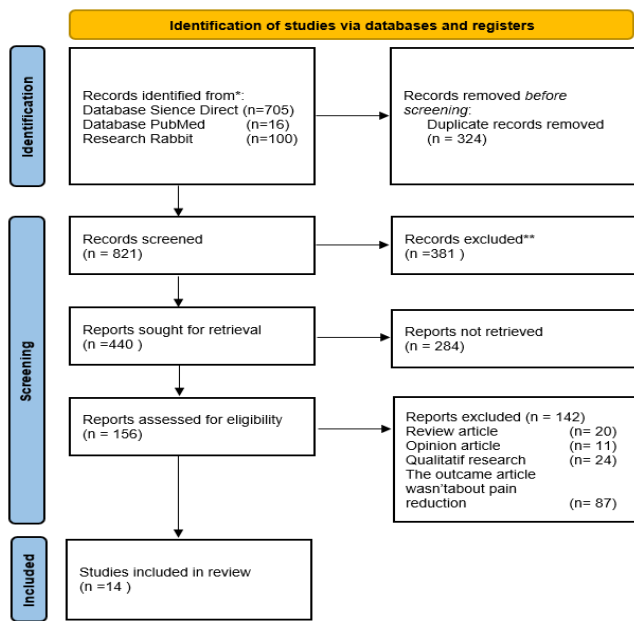 Identification of studies via databases and registers
Identification
Records identified from*:
Database Sience Direct (n=705)
Database PubMed (n=16)
Research Rabbit (n=100)
Records removed before
screening:
Duplicate records removed
(n = 324)
Screening
Records screened
(n = 821)
Records excluded**
(n =381 )
Reports sought for retrieval
(n =440 )
Reports not retrieved
(n = 284)
Reports assessed for eligibility
(n = 156)
Reports excluded (n = 142)
Review article (n= 20)
Opinion article (n= 11)
Qualitatif research (n= 24)
The outcame article
wasn'tabout pain
reduction (n= 87)
Included
Studies included in review
(n =14 )